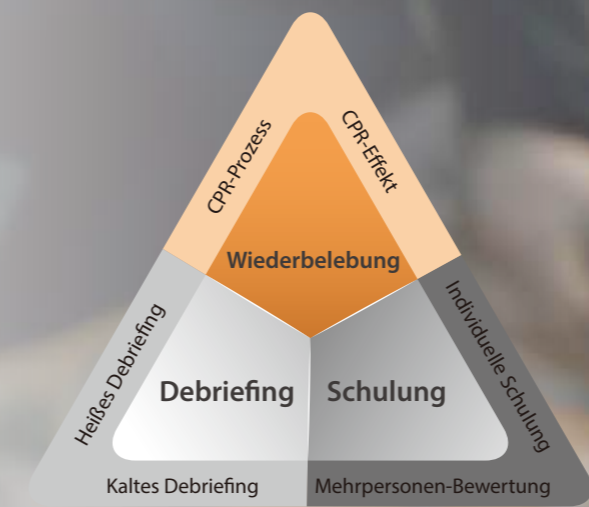 CPR-Prozess
CPR-Effekt
Wiederbelebung
Heißes Debriefing
Individuelle Schulung
Debriefing
Schulung
Kaltes Debriefing
Mehrpersonen-Bewertung